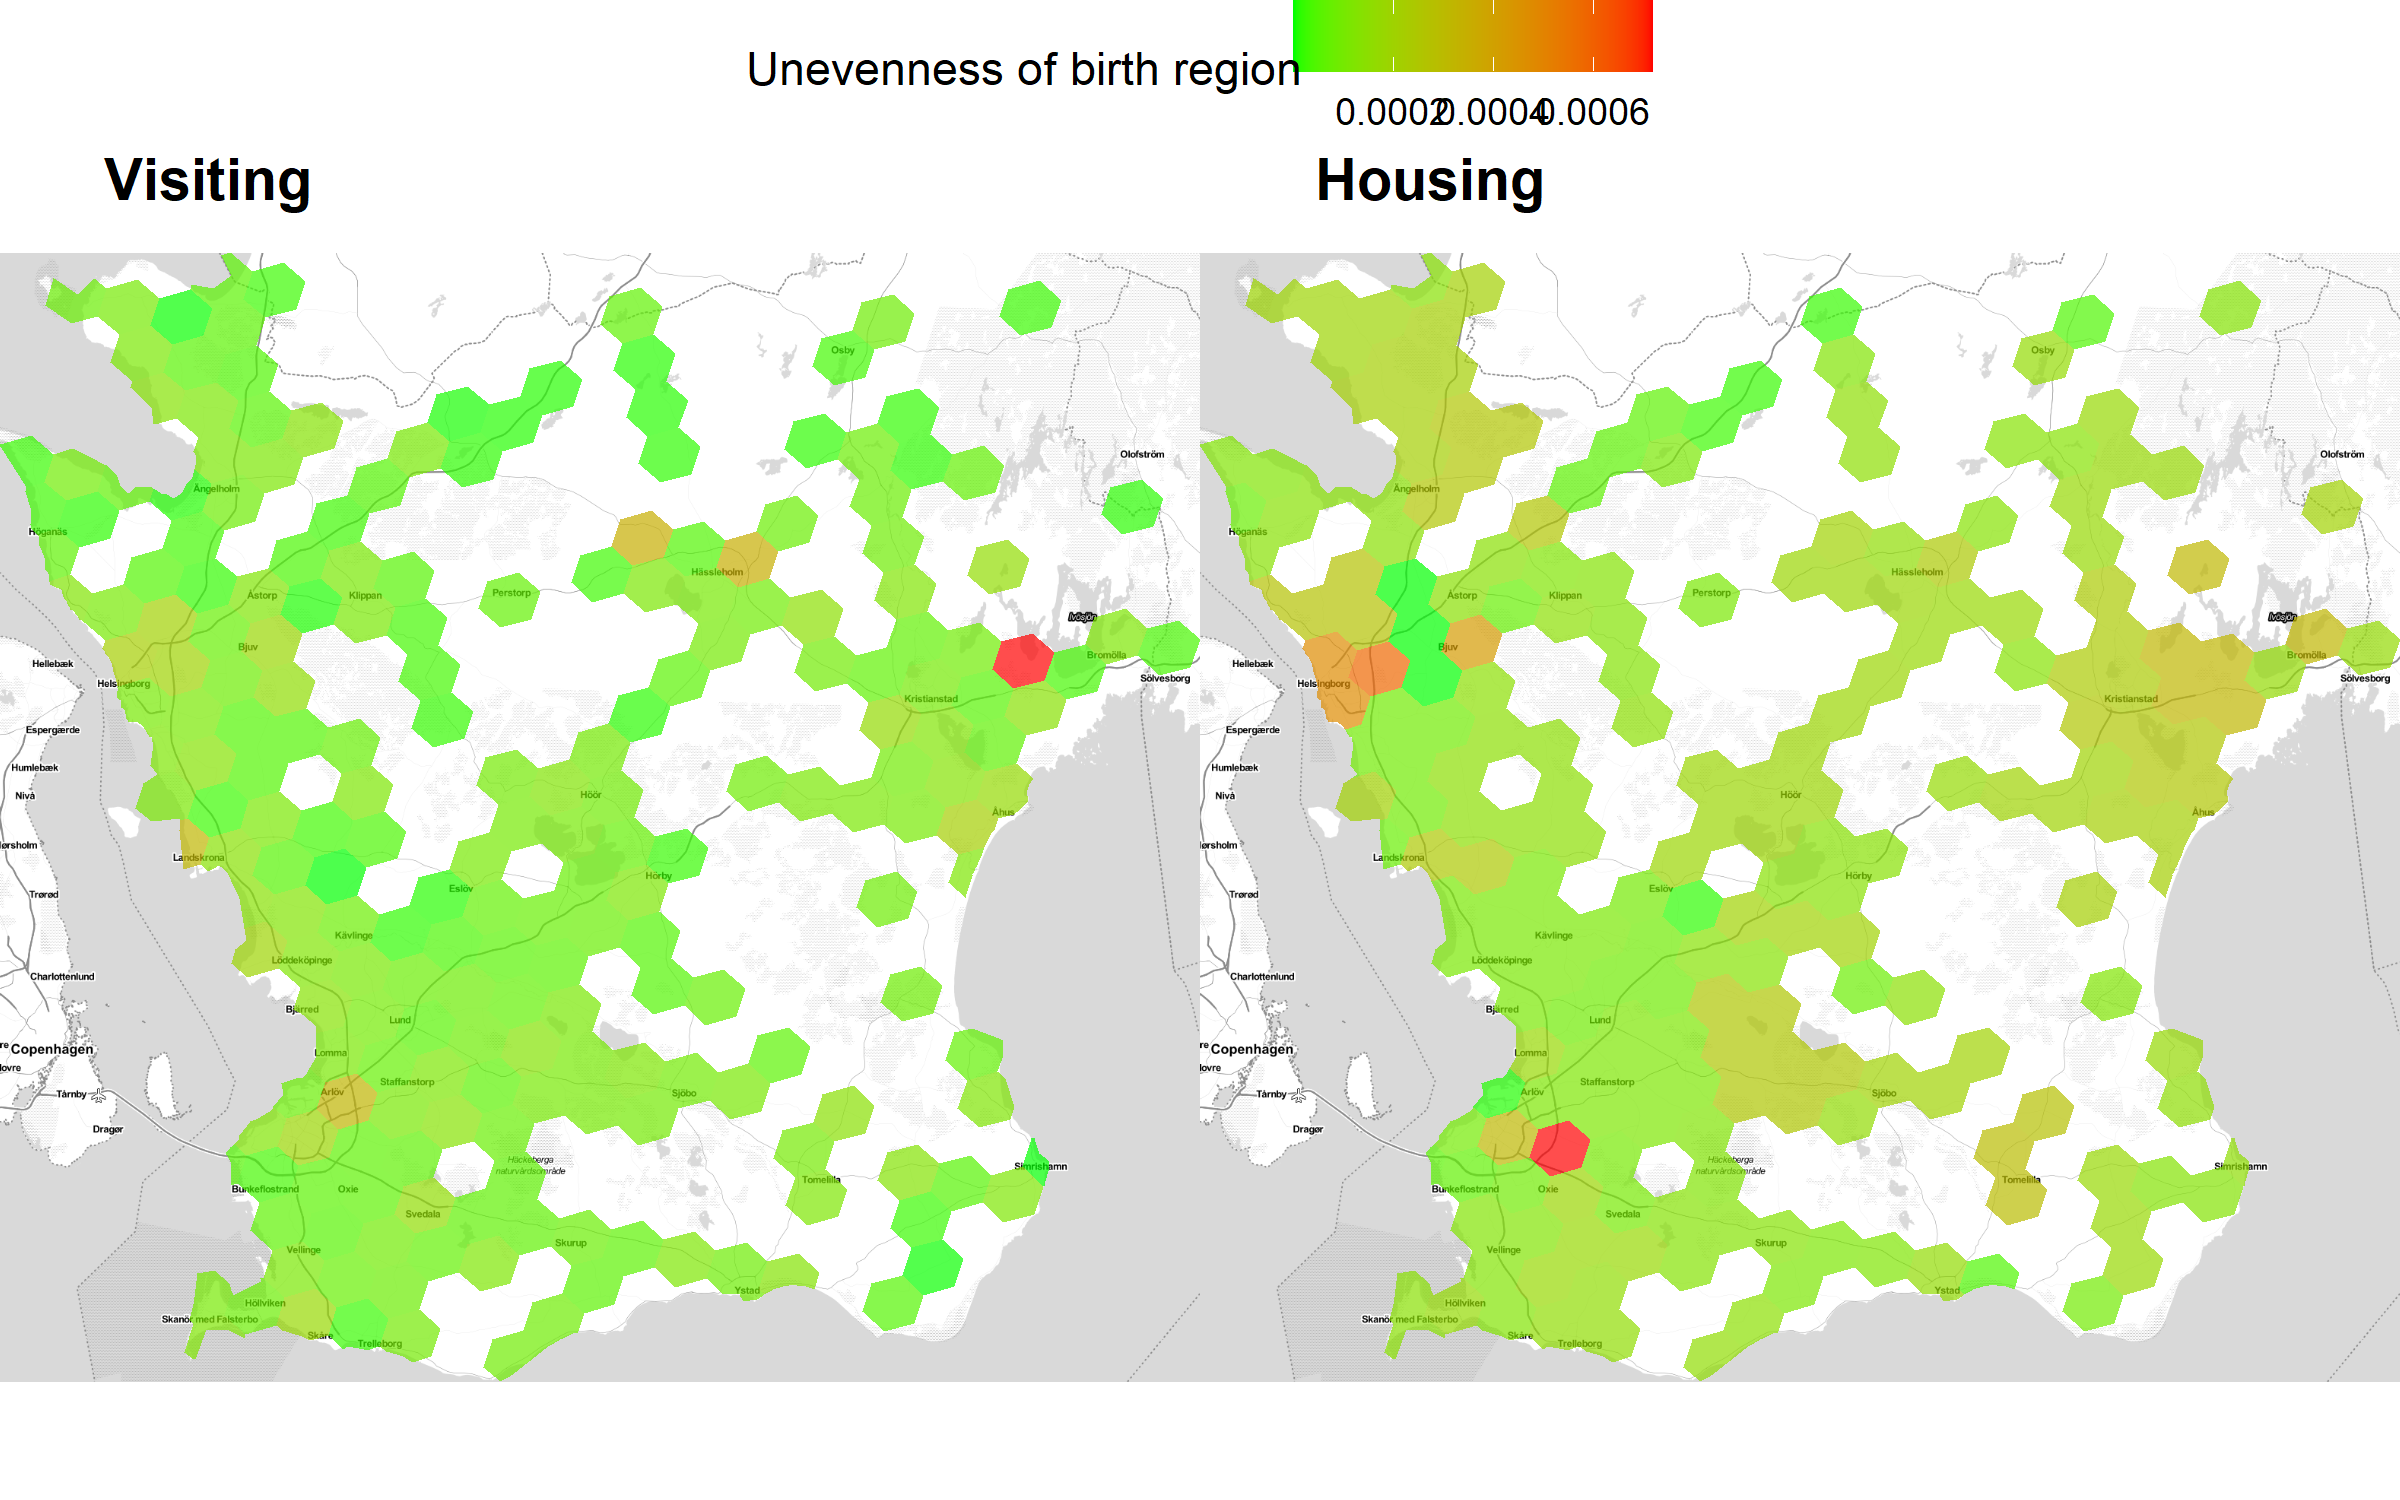 Unevenness of birth region
0.0002 0.0004 0.0006
Visiting
Housing
Osby
Olofström
Ängelholm
Höganäs
Hässleholm
Åstorp
Klippan
Perstorp
Ivösjön
Bjuv
Bromölla
Hellebæk
Helsingborg
Sölvesborg
Kristianstad
Espergærde
Humlebæk
Nivå
Höör
Åhus
ørsholm
Landskrona
Hörby
Eslöv
Trørød
Kävlinge
Löddeköpinge
Charlottenlund
Bjärred
Lund
re Copenhagen
Lomma
lovre
Staffanstorp
Arlöv
Sjöbo
Tårnby
Dragør
Häckeberga
naturvårdsområde
Simrishamn
Tomelilla
Bunkeflostrand
Oxie
Svedala
Skurup
Vellinge
Ystad
Höllviken
Skanör med Falsterbo
Skåre
Trelleborg
Osby
Olofström
Ängelholm
Höganäs
Hässleholm
Åstorp
Klippan
Perstorp
Ivösjön
Bjuv
Bromölla
Hellebæk
Helsingborg
Sölvesborg
Kristianstad
Espergærde
Humlebæk
Nivå
Höör
Åhus
ørsholm
Landskrona
Hörby
Eslöv
Trørød
Kävlinge
Löddeköpinge
Charlottenlund
Bjärred
Lund
re Copenhagen
Lomma
lovre
Staffanstorp
Arlöv
Sjöbo
Tårnby
Dragør
Häckeberga
naturvårdsområde
Simrishamn
Tomelilla
Bunkeflostrand
Oxie
Svedala
Skurup
Vellinge
Ystad
Höllviken
Skanör med Falsterbo
Skåre
Trelleborg